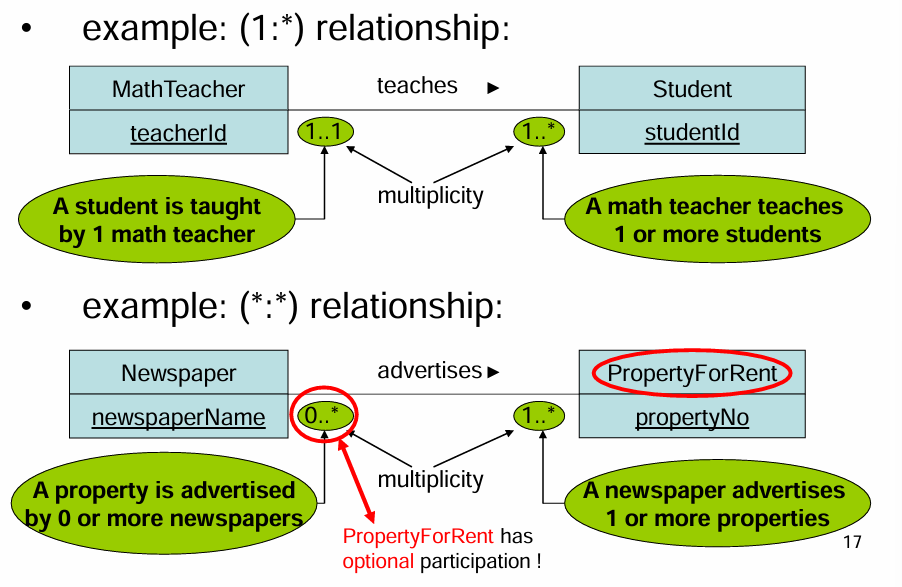 • example: (1:*) relationship:
MathTeacher
teaches ►
Student
teacherId
1..1
1..*
studentId
multiplicity
A student is taught
by 1 math teacher
A math teacher teaches
1 or more students
• example: (*:*) relationship:
Newspaper
advertises ►
PropertyForRent
newspaperName
0..*
1..*
propertyNo
multiplicity
A property is advertised
by 0 or more newspapers
A newspaper advertises
1 or more properties
PropertyForRent has
optional participation !
17